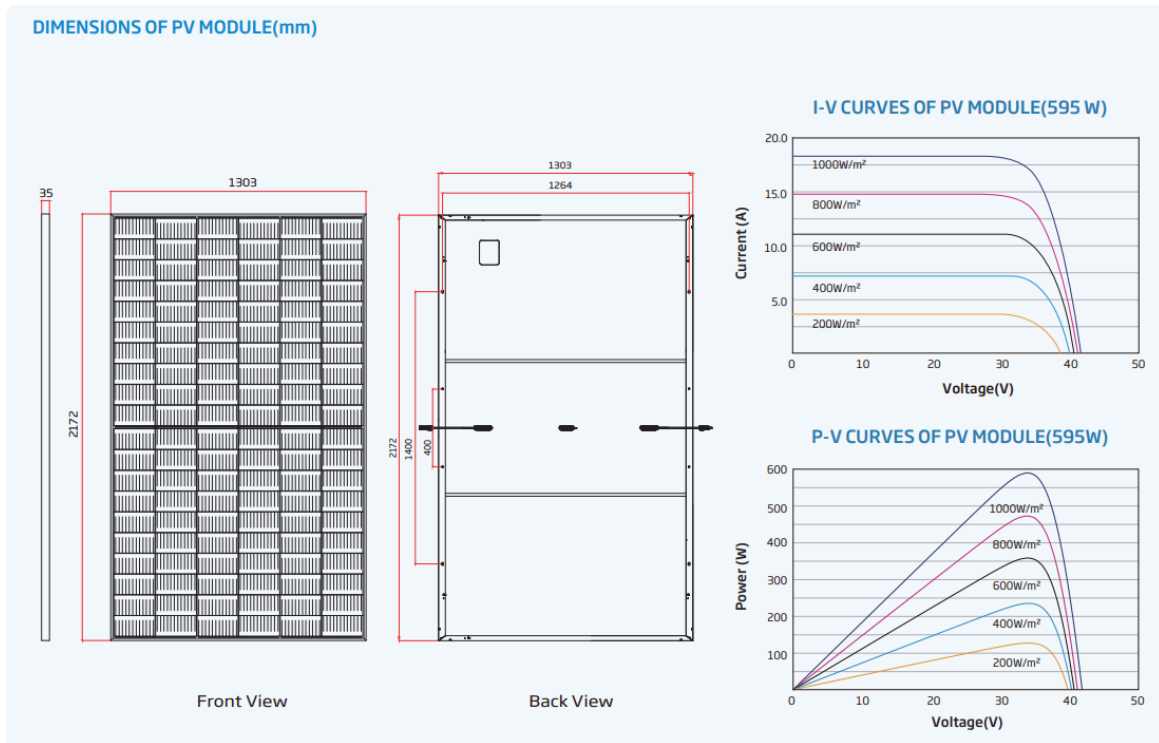 DIMENSIONS OF PV MODULE(mm)
35
1303
2172
Front View
1303
1264
2172
1400
400
Back View
I-V CURVES OF PV MODULE(595 W)
Current (A)
20.0
15.0
10.0
5.0
1000W/m²
800W/m²
600W/m²
400W/m²
200W/m²
0 10 20 30 40 50
Voltage(V)
P-V CURVES OF PV MODULE(595W)
Power (W)
600
500
400
300
200
100
1000W/m²
800W/m²
600W/m²
400W/m²
200W/m²
0 10 20 30 40 50
Voltage(V)